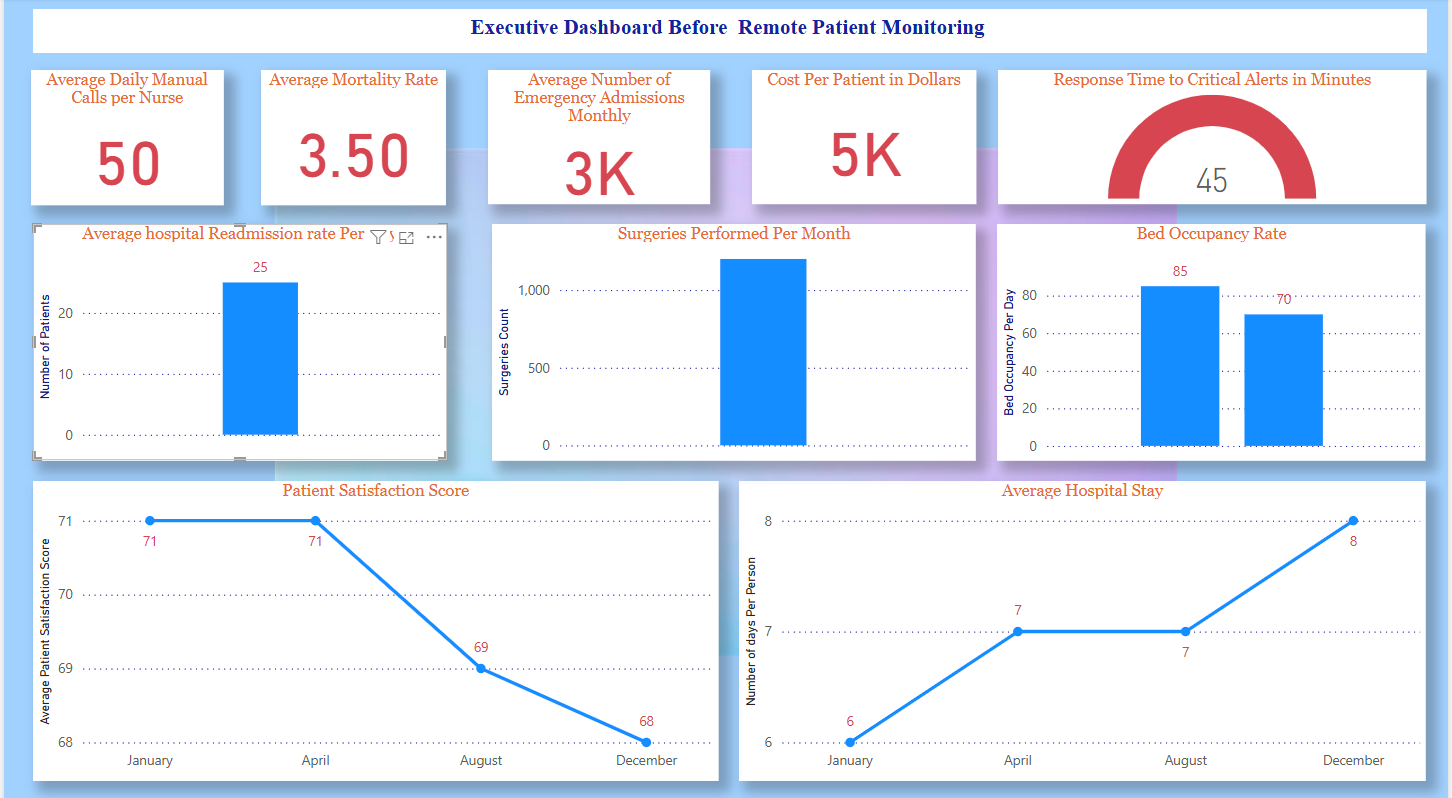 Executive Dashboard Before Remote Patient Monitoring
Average Daily Manual
Calls per Nurse
50
Average Mortality Rate
3.50
Average Number of
Emergency Admissions
Monthly
3K
Cost Per Patient in Dollars
5K
Response Time to Critical Alerts in Minutes
45
Average hospital Readmission rate Per
Number of Patients
20
10
0
25
Surgeries Performed Per Month
Surgeries Count
1,000
500
0
Bed Occupancy Rate
Bed Occupancy Per Day
80
60
40
20
0
85
70
Patient Satisfaction Score
Average Patient Satisfaction Score
71
70
69
68
71
71
69
68
January April August December
Average Hospital Stay
Number of days Per Person
8
7
6
6
7
7
8
January April August December